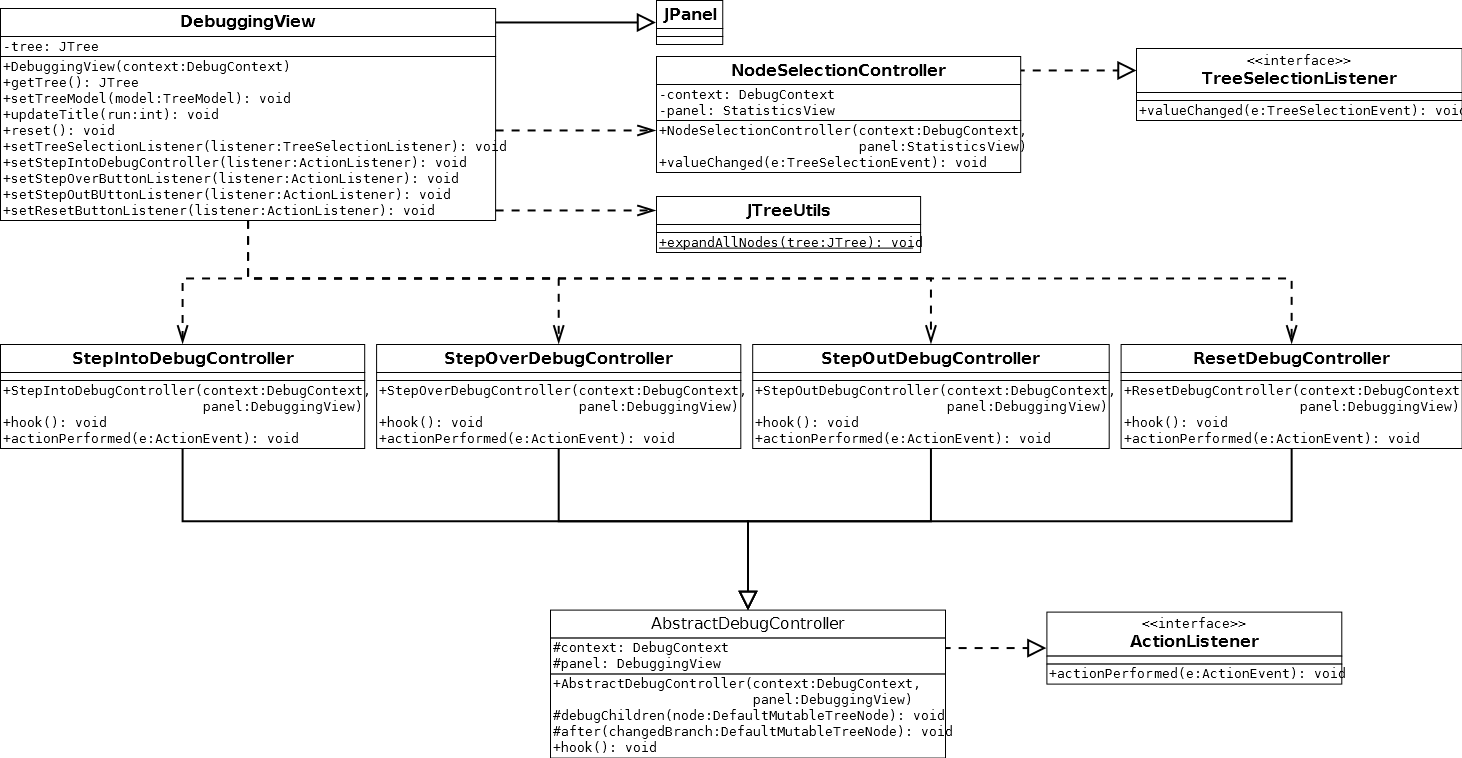 DebuggingView
-tree: JTree
+DebuggingView(context:DebugContext)
+getTree(): JTree
+setTreeModel(model:TreeModel): void
+updateTitle(run:int): void
+reset(): void
+setTreeSelectionListener(listener:TreeSelectionListener): void
+setStepIntoDebugController(listener:ActionListener): void
+setStepOverButtonListener(listener:ActionListener): void
+setStepOutBUttonListener(listener:ActionListener): void
+setResetButtonListener(listener:ActionListener): void
JPanel
NodeSelectionController
-context: DebugContext
-panel: StatisticsView
+NodeSelectionController(context:DebugContext,
panel:StatisticsView)
+valueChanged(e:TreeSelectionEvent): void
<<interface>>
TreeSelectionListener
+valueChanged(e:TreeSelectionEvent): void
JTreeUtils
+expandAllNodes(tree:JTree): void
StepIntoDebugController
+StepIntoDebugController(context:DebugContext,
panel:DebuggingView)
+hook(): void
+actionPerformed(e:ActionEvent): void
StepOverDebugController
+StepOverDebugController(context:DebugContext,
panel:DebuggingView)
+hook(): void
+actionPerformed(e:ActionEvent): void
StepOutDebugController
+StepOutDebugController(context:DebugContext,
panel:DebuggingView)
+hook(): void
+actionPerformed(e:ActionEvent): void
ResetDebugController
+ResetDebugController(context:DebugContext
panel:DebuggingView)
+hook(): void
+actionPerformed(e:ActionEvent): void
AbstractDebugController
#context: DebugContext
#panel: DebuggingView
+AbstractDebugController(context:DebugContext,
panel:DebuggingView)
#debugChildren(node:DefaultMutableTreeNode): void
#after(changedBranch:DefaultMutableTreeNode): void
+hook(): void
<<interface>>
ActionListener
+actionPerformed(e:ActionEvent): void